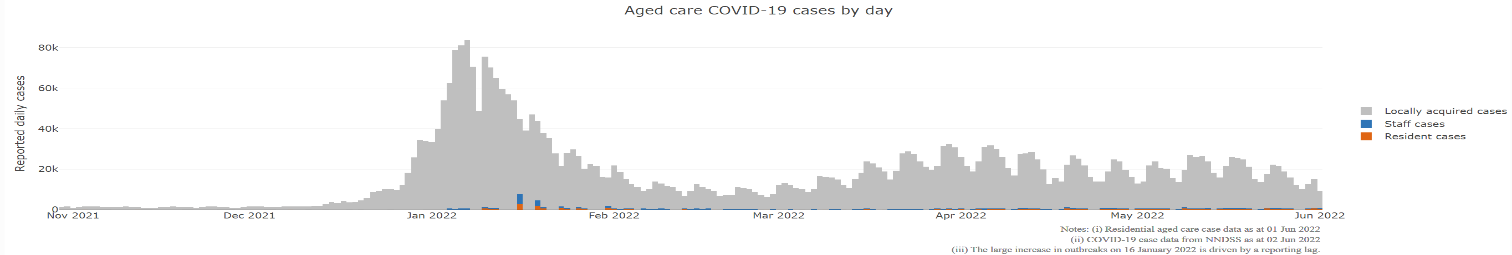 Aged care COVID-19 cases by day
Reported daily cases
80k
60k
40k
20k
0
Nov 2021 Dec 2021 Jan 2022 Feb 2022 Mar 2022 Apr 2022 May 2022 Jun 2022
Locally acquired cases
Staff cases
Resident cases
Notes: (i) Residential aged care case data as at 01 Jun 2022
(ii) COVID-19 case data from NNDSS as at 02 Jun 2022
(iii) The large increase in outbreaks on 16 January 2022 is driven by a reporting lag.